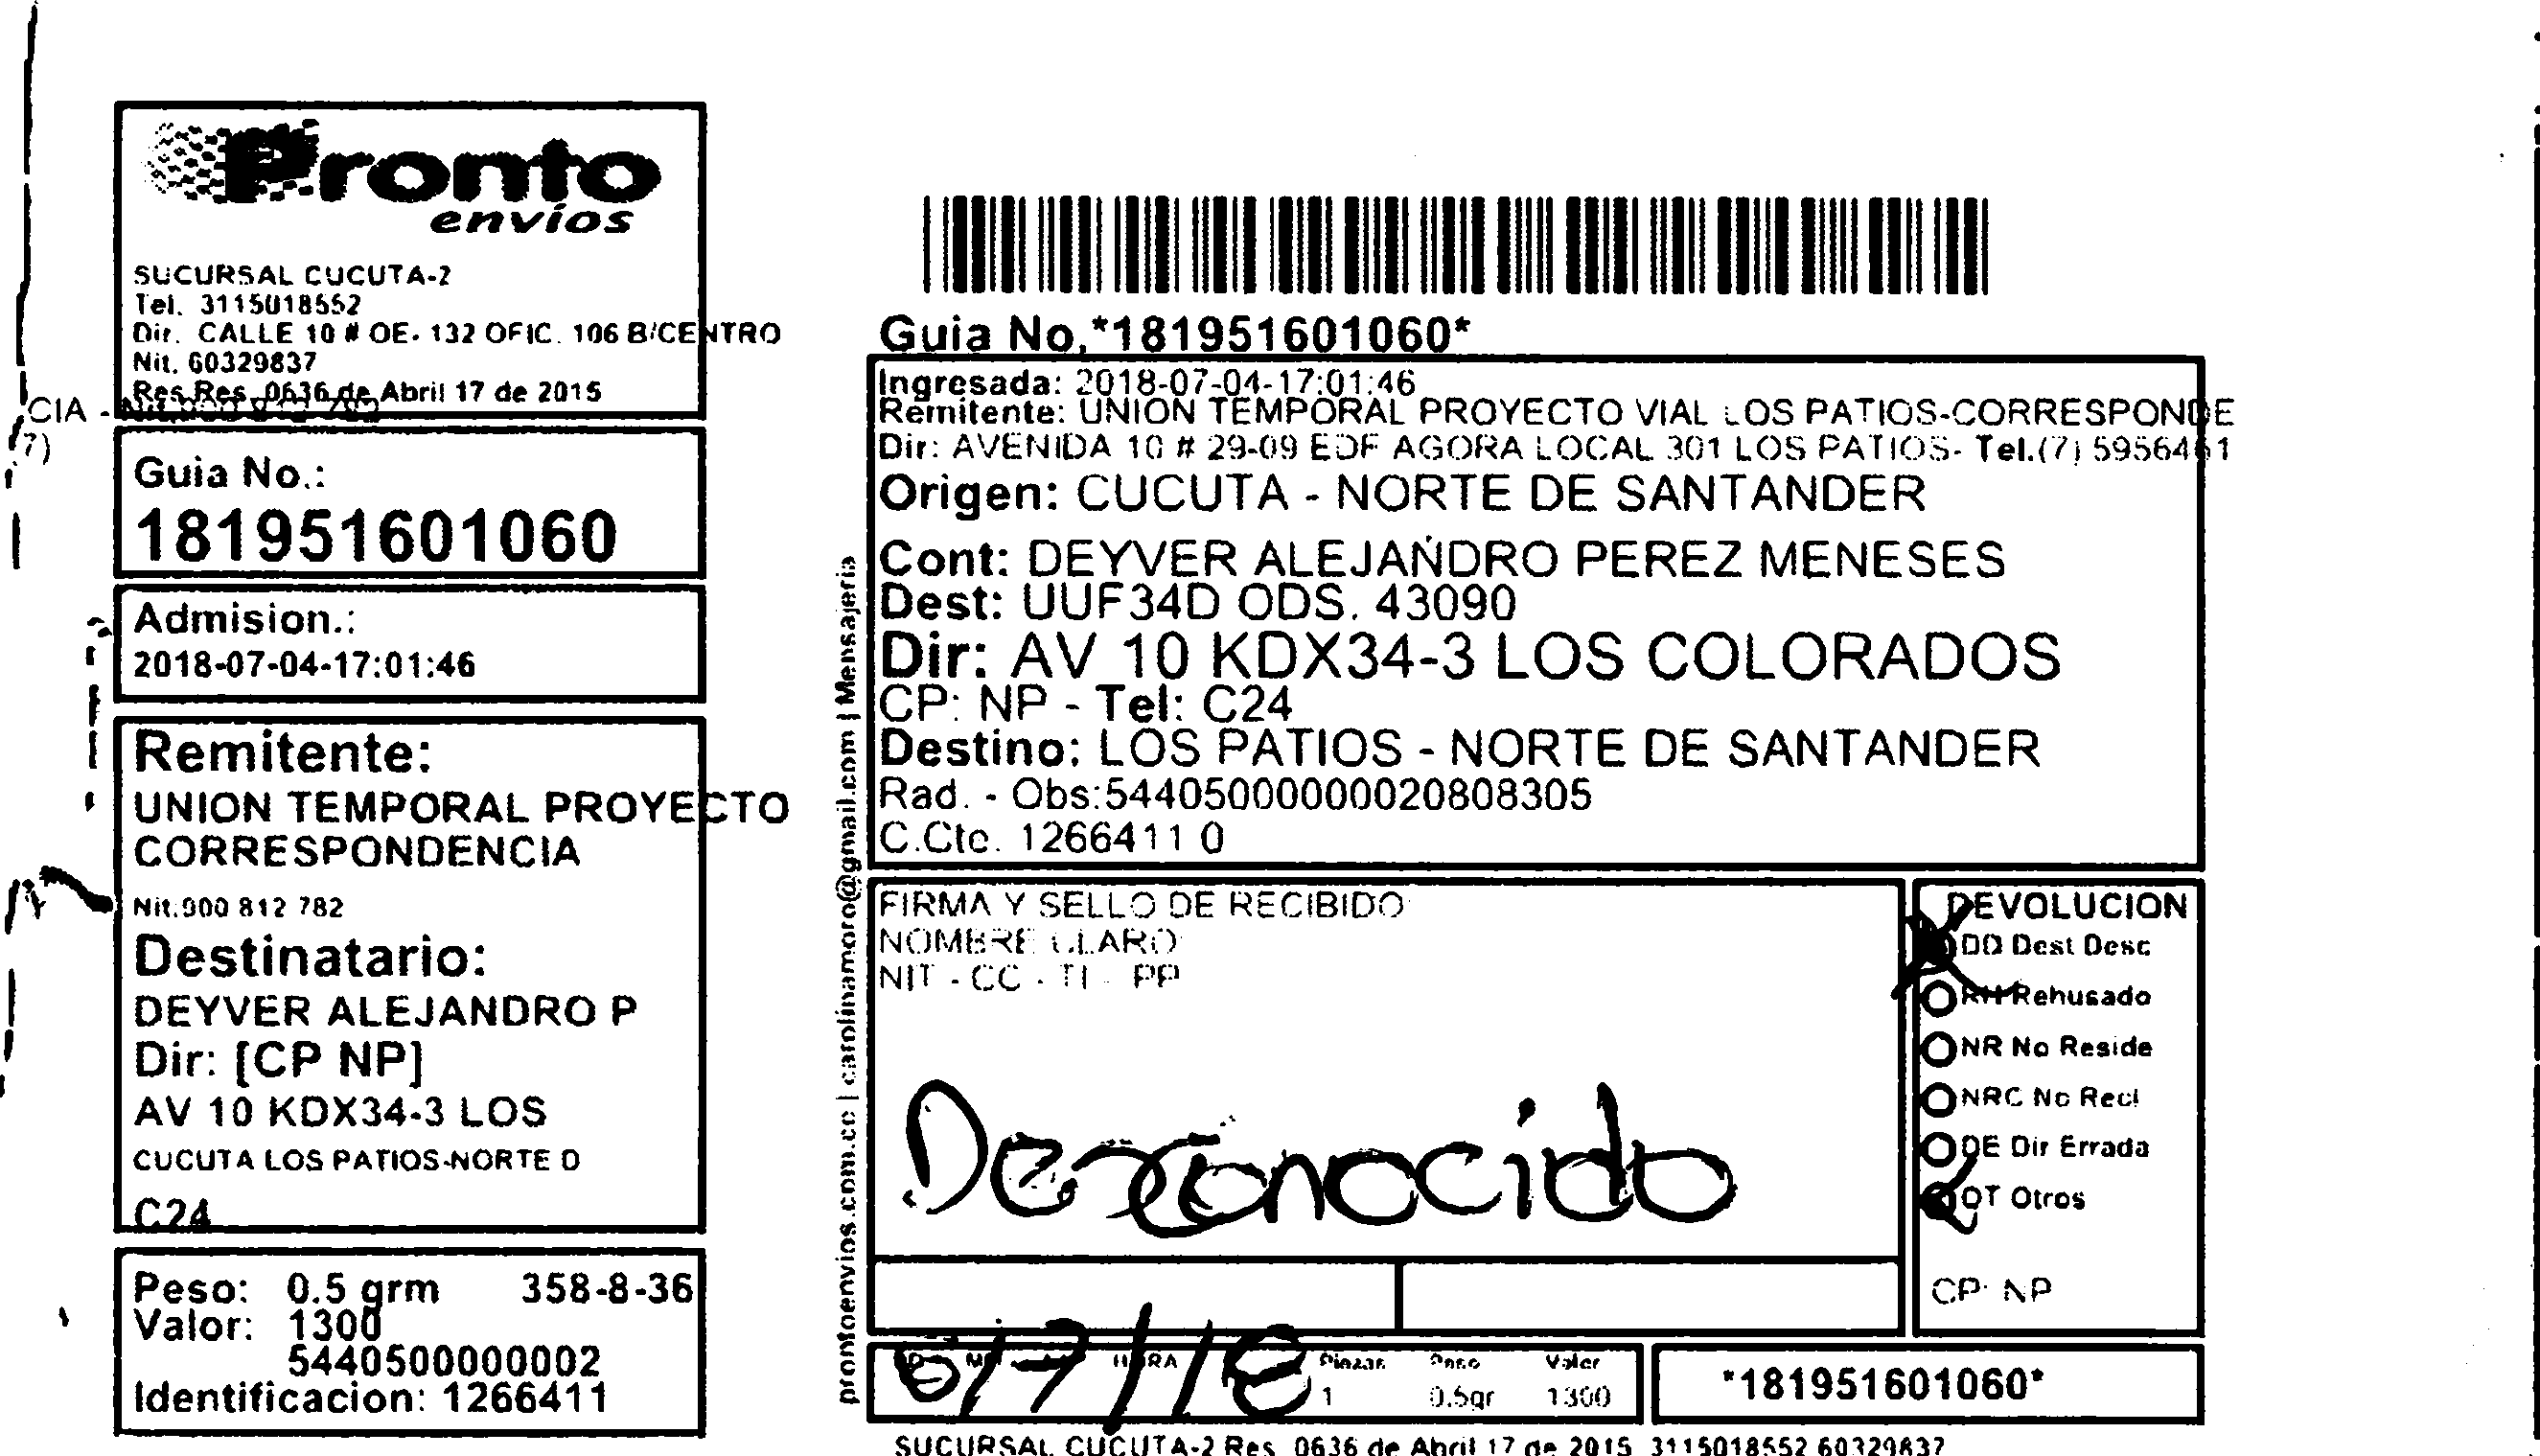 Pronto
envíos
SUCURSAL CUCUTA-2
Tel. 3115018552
Dir. CALLE 10 # OE- 132 OFIC. 106 B/CENTRO
Nit. 60329837
Res Res. 0636 de Abril 17 de 2015
CIA -
7)
Guia No.:
181951601060
Admision.:
2018-07-04-17:01:46
Remitente:
UNION TEMPORAL PROYECTO
CORRESPONDENCIA
Nit.900 812 782
Destinatario:
DEYVER ALEJANDRO P
Dir: [CP NP]
AV 10 KDX34-3 LOS
CUCUTA LOS PATIOS-NORTE D
C24
Peso: 0.5 grm 358-8-36
Valor: 1300
5440500000002
Identificacion: 1266411
prontoenvios.com.co | carolinamoro@gmail.com | Mensajeria
Guia No.*181951601060*
Ingresada: 2018-07-04-17:01:46
Remitente: UNION TEMPORAL PROYECTO VIAL LOS PATIOS-CORRESPONDE
Dir: AVENIDA 10 # 29-09 EDF AGORA LOCAL 301 LOS PATIOS- Tel.(7) 5956461
Origen: CUCUTA - NORTE DE SANTANDER
Cont: DEYVER ALEJANDRO PEREZ MENESES
Dest: UUF34D ODS. 43090
Dir: AV 10 KDX34-3 LOS COLORADOS
CP: NP - Tel: C24
Destino: LOS PATIOS - NORTE DE SANTANDER
Rad. - Obs:544050000000020808305
C.Cte. 1266411 0
FIRMA Y SELLO DE RECIBIDO
NOMBRE CLARO
NIT - CC - TI - PP
Desconocido
DEVOLUCION
DD Dest Desc
RH Rehusado
NR No Reside
NRC No Recl
DE Dir Errada
OT Otros
CP: NP
HORA Piezas Peso Valor
6/7/18 1 0.5gr 1300
*181951601060*
SUCURSAL CUCUTA-2 Res. 0636 de Abril 17 de 2015 3115018552 60329837